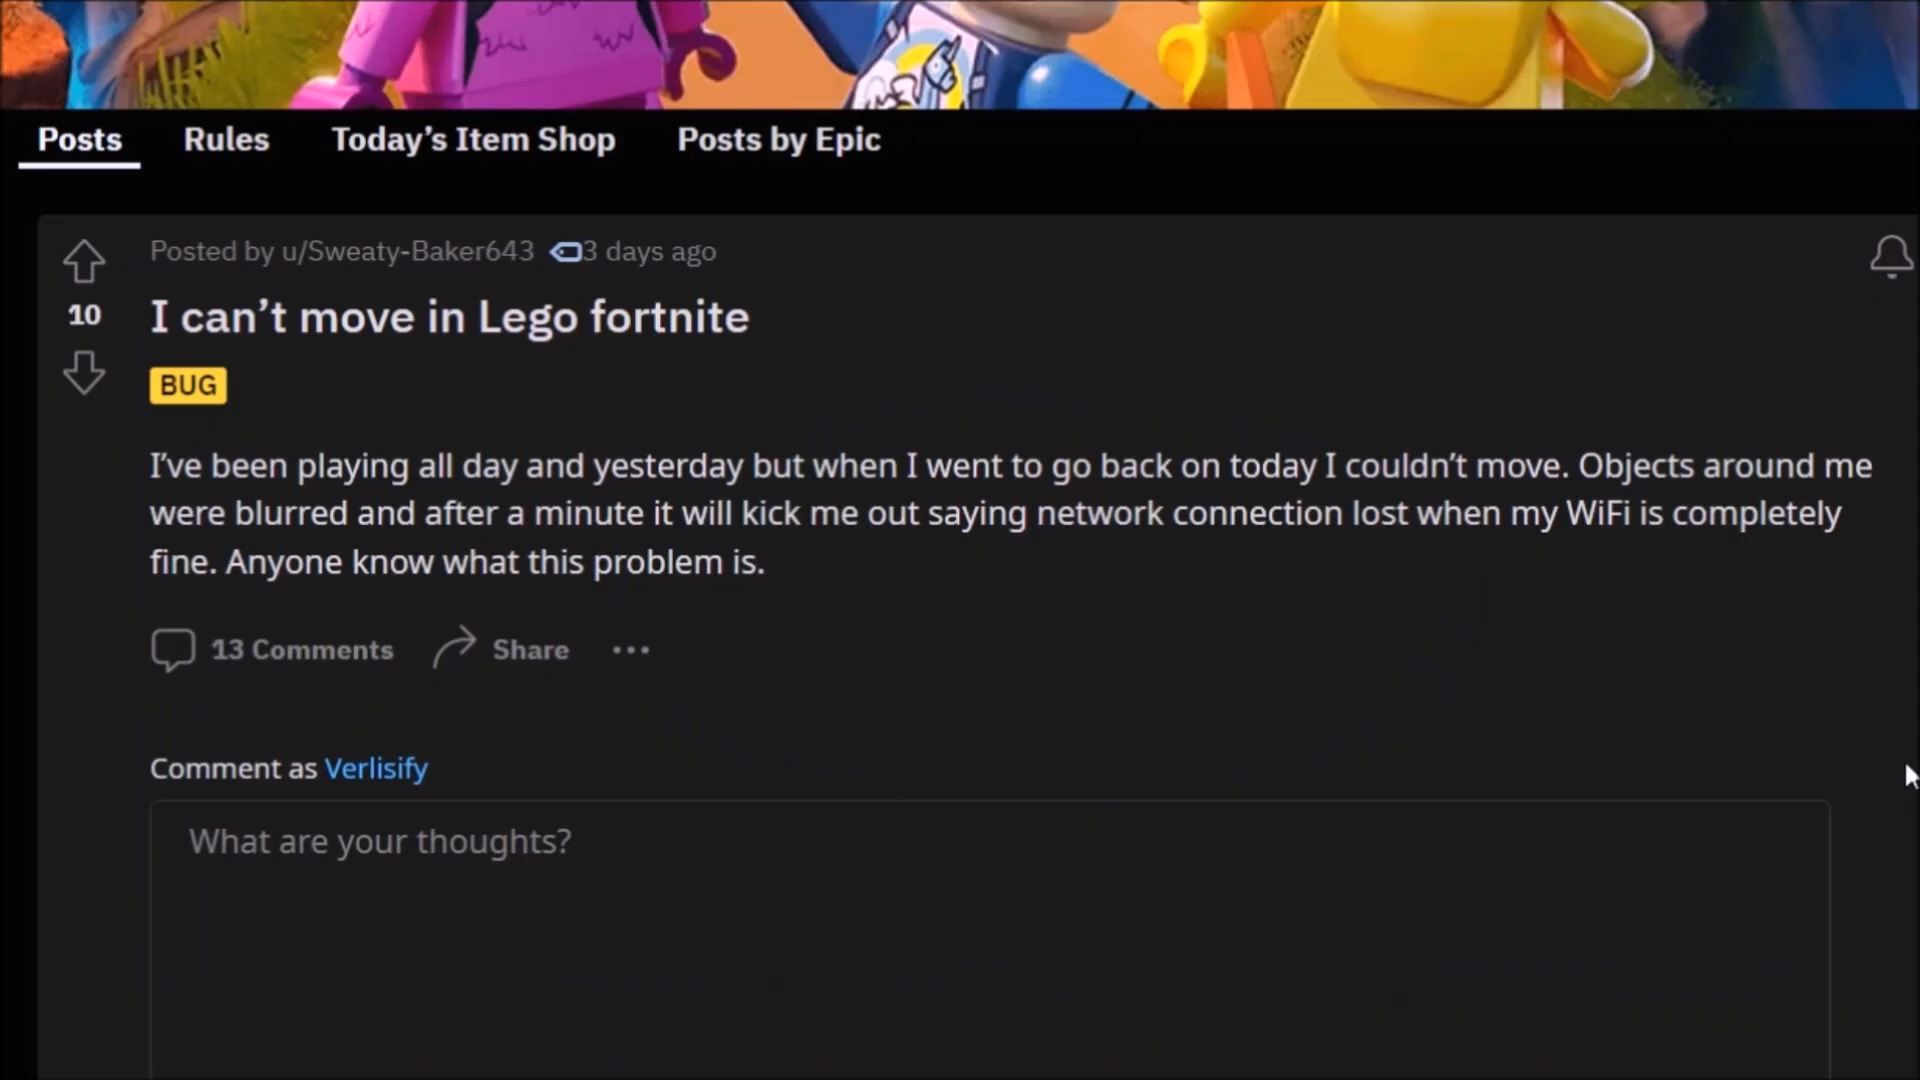 Posts Rules Today's Item Shop Posts by Epic
Posted by u/Sweaty-Baker643 3 days ago
10
I can't move in Lego fortnite
BUG
I've been playing all day and yesterday but when I went to go back on today I couldn't move. Objects around me
were blurred and after a minute it will kick me out saying network connection lost when my WiFi is completely
fine. Anyone know what this problem is.
13 Comments Share
Comment as Verlisify
What are your thoughts?